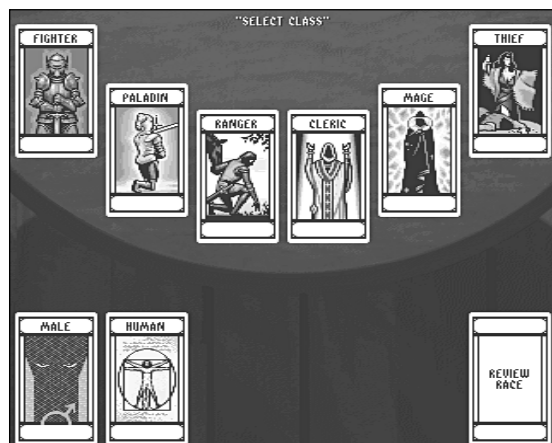 "SELECT CLASS"
FIGHTER
THIEF
PALADIN
MAGE
RANGER
CLERIC
MALE
HUMAN
REVIEW
RACE